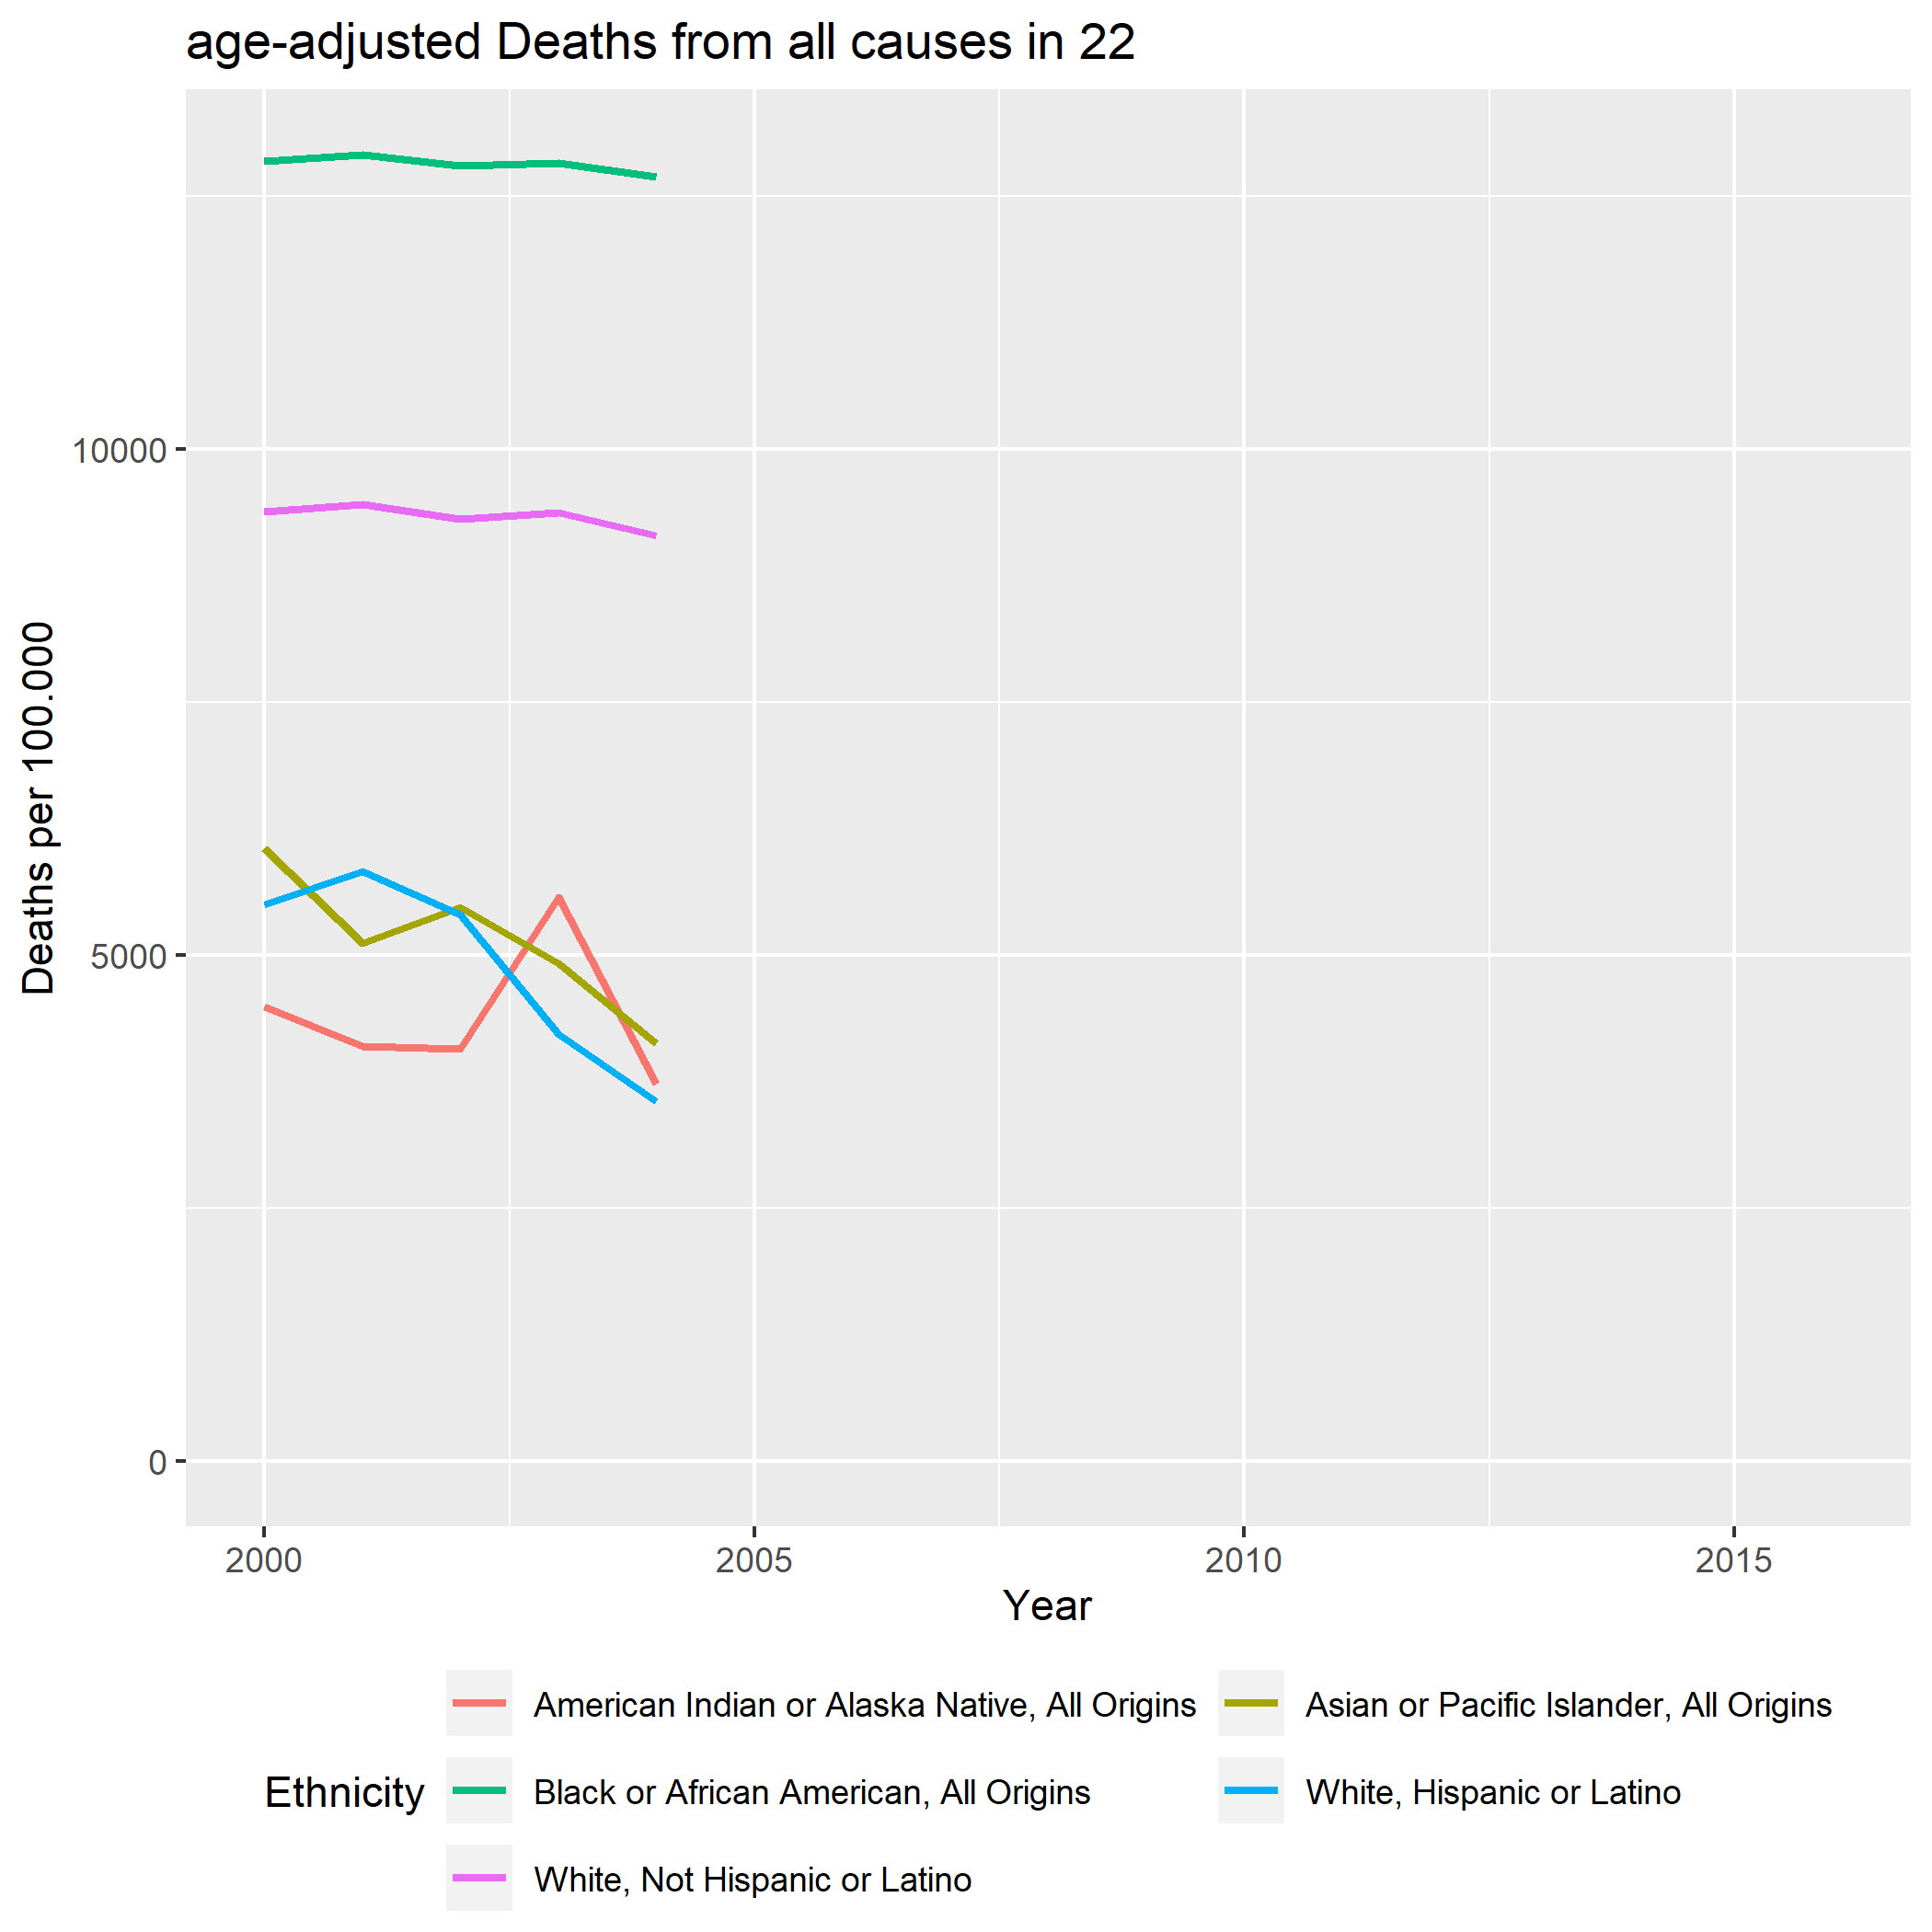 age-adjusted Deaths from all causes in 22
Deaths per 100.000
10000
5000
0
2000 2005 2010 2015
Year
Ethnicity
American Indian or Alaska Native, All Origins
Asian or Pacific Islander, All Origins
Black or African American, All Origins
White, Hispanic or Latino
White, Not Hispanic or Latino